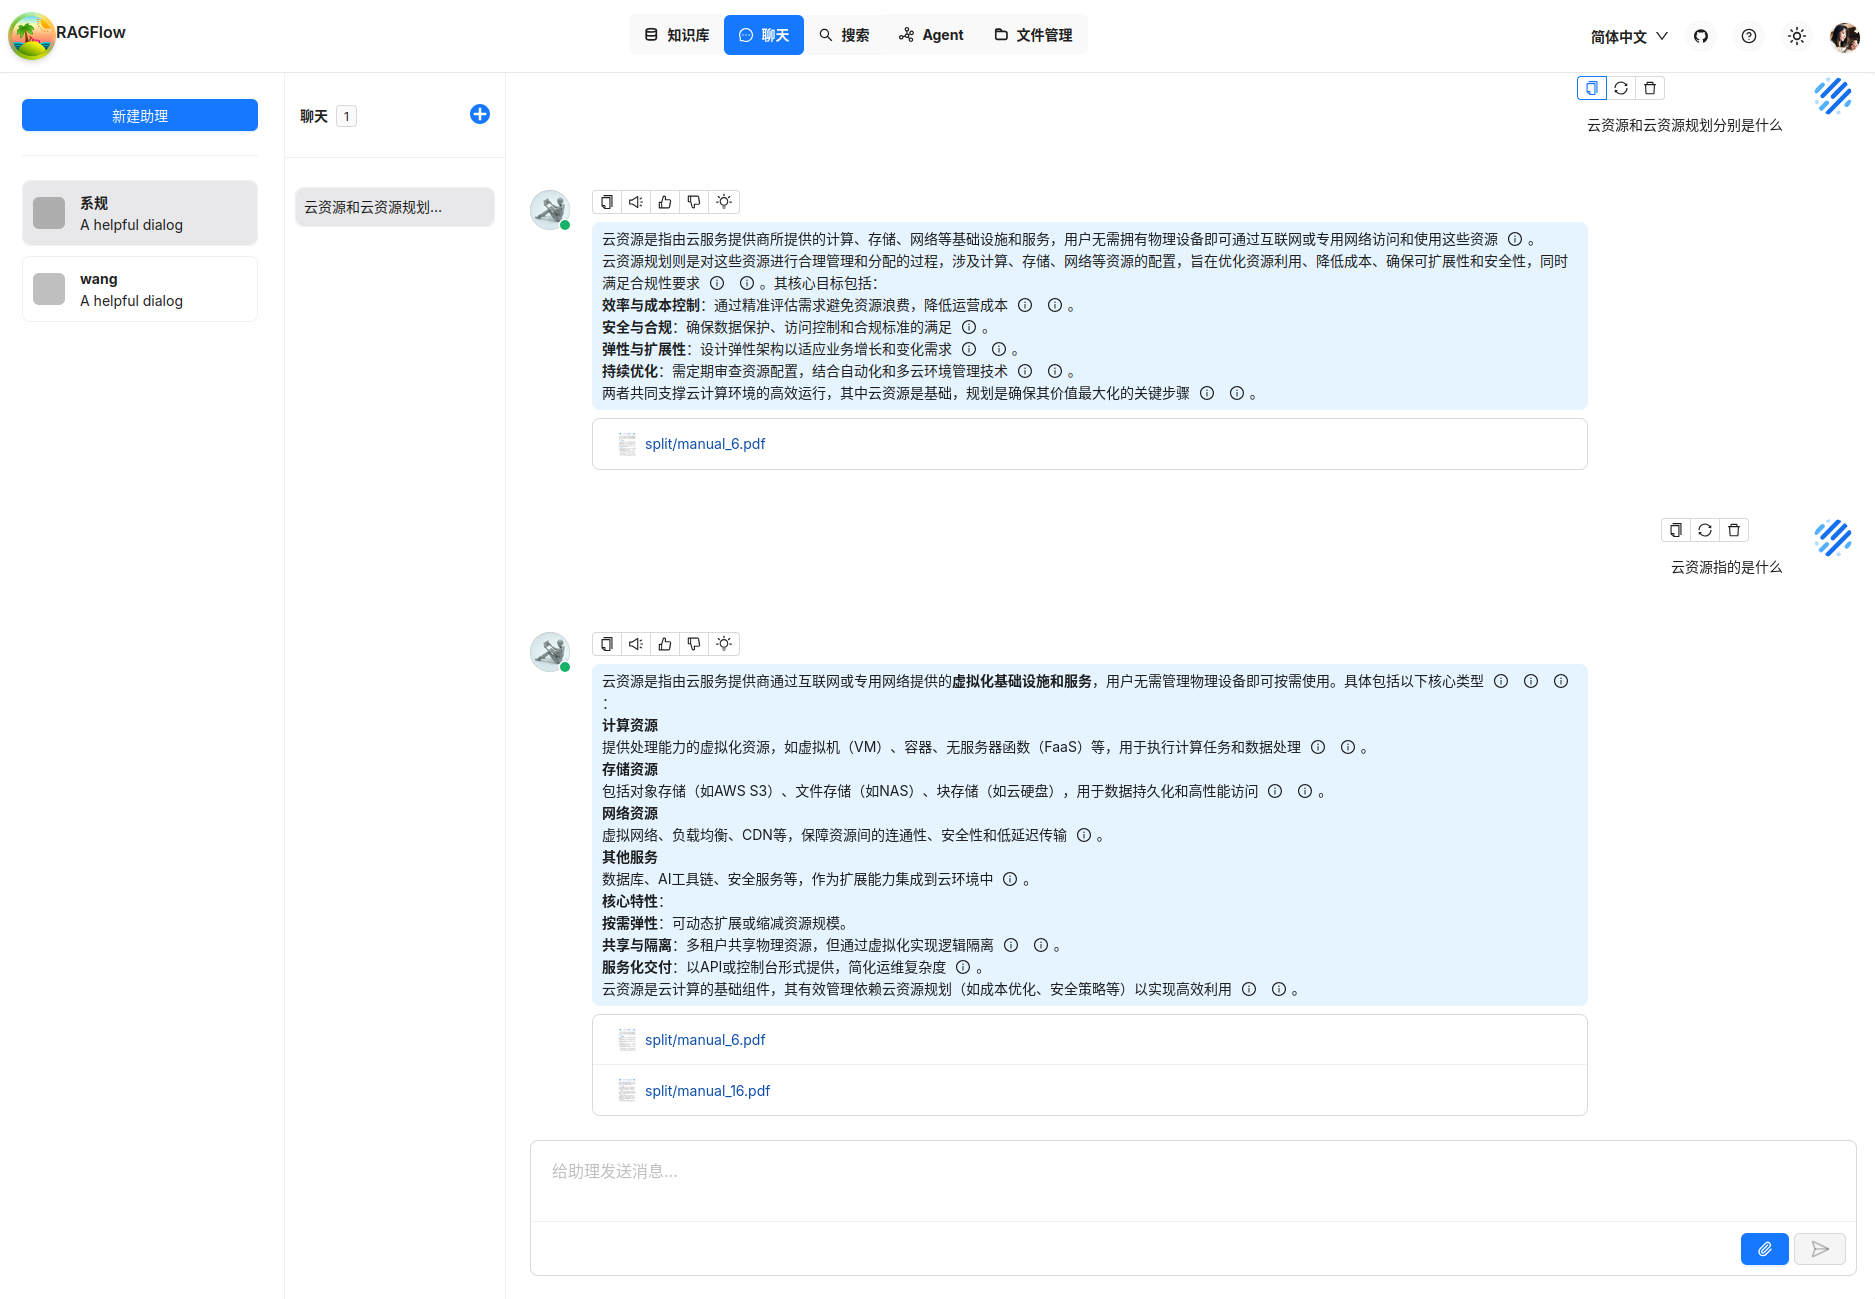 RAGFlow
知识库
聊天
搜索
Agent
文件管理
简体中文
新建助理
系规
A helpful dialog
wang
A helpful dialog
聊天 1
云资源和云资源规划...
云资源和云资源规划分别是什么
云资源是指由云服务提供商所提供的计算、存储、网络等基础设施和服务，用户无需拥有物理设备即可通过互联网或专用网络访问和使用这些资源 。
云资源规划则是对这些资源进行合理管理和分配的过程，涉及计算、存储、网络等资源的配置，旨在优化资源利用、降低成本、确保可扩展性和安全性，同时
满足合规性要求 。其核心目标包括：
效率与成本控制：通过精准评估需求避免资源浪费，降低运营成本 。
安全与合规：确保数据保护、访问控制和合规标准的满足 。
弹性与扩展性：设计弹性架构以适应业务增长和变化需求 。
持续优化：需定期审查资源配置，结合自动化和多云环境管理技术 。
两者共同支撑云计算环境的高效运行，其中云资源是基础，规划是确保其价值最大化的关键步骤 。
split/manual_6.pdf
云资源指的是什么
云资源是指由云服务提供商通过互联网或专用网络提供的虚拟化基础设施和服务，用户无需管理物理设备即可按需使用。具体包括以下核心类型
：
计算资源
提供处理能力的虚拟化资源，如虚拟机（VM）、容器、无服务器函数（FaaS）等，用于执行计算任务和数据处理 。
存储资源
包括对象存储（如AWS S3）、文件存储（如NAS）、块存储（如云硬盘），用于数据持久化和高性能访问 。
网络资源
虚拟网络、负载均衡、CDN等，保障资源间的连通性、安全性和低延迟传输 。
其他服务
数据库、AI工具链、安全服务等，作为扩展能力集成到云环境中 。
核心特性：
按需弹性：可动态扩展或缩减资源规模。
共享与隔离：多租户共享物理资源，但通过虚拟化实现逻辑隔离 。
服务化交付：以API或控制台形式提供，简化运维复杂度 。
云资源是云计算的基础组件，其有效管理依赖云资源规划（如成本优化、安全策略等）以实现高效利用 。
split/manual_6.pdf
split/manual_16.pdf
给助理发送消息...